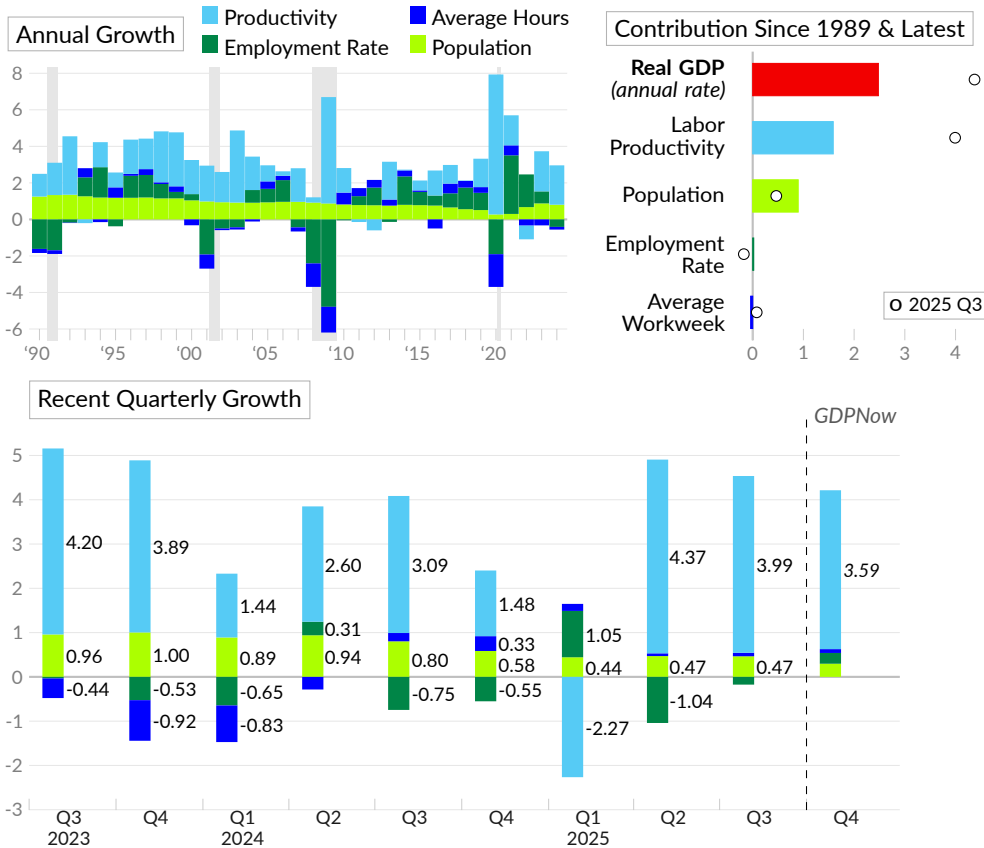 Annual Growth
Productivity
Average Hours
Employment Rate
Population
8
6
4
2
0
-2
-4
-6
‘90
‘95
‘00
‘05
‘10
‘15
‘20
Contribution Since 1989 & Latest
Real GDP
(annual rate)
Labor
Productivity
Population
Employment
Rate
Average
Workweek
2025 Q3
0 1 2 3 4
Recent Quarterly Growth
GDPNow
5
4
3
2
1
0
-1
-2
-3
4.20
0.96
-0.44
3.89
1.00
-0.53
-0.92
1.44
0.89
-0.65
-0.83
2.60
0.31
0.94
3.09
0.80
-0.75
1.48
0.33
0.58
-0.55
1.05
0.44
-2.27
4.37
0.47
-1.04
3.99
0.47
3.59
Q3 Q4 Q1 Q2 Q3 Q4 Q1 Q2 Q3 Q4
2023 2024 2025